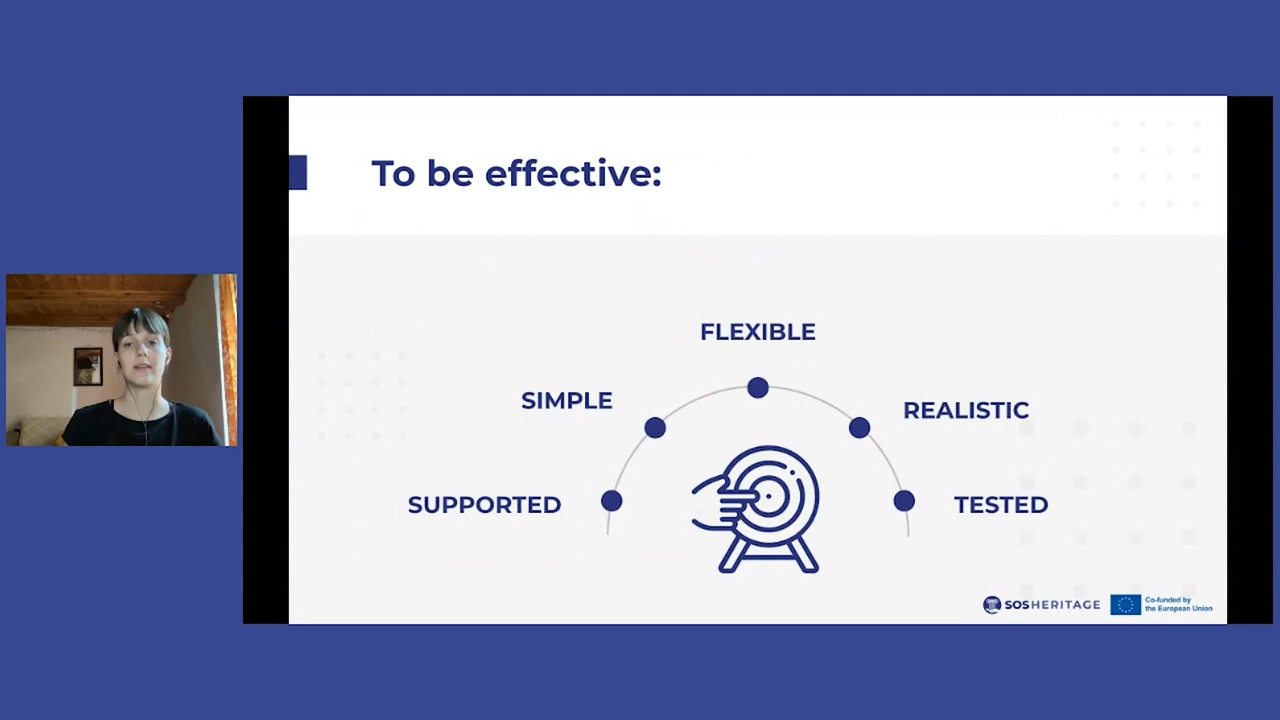 To be effective:
FLEXIBLE
SIMPLE
REALISTIC
SUPPORTED
TESTED
SOSHERITAGE
Co-funded by
the European Union